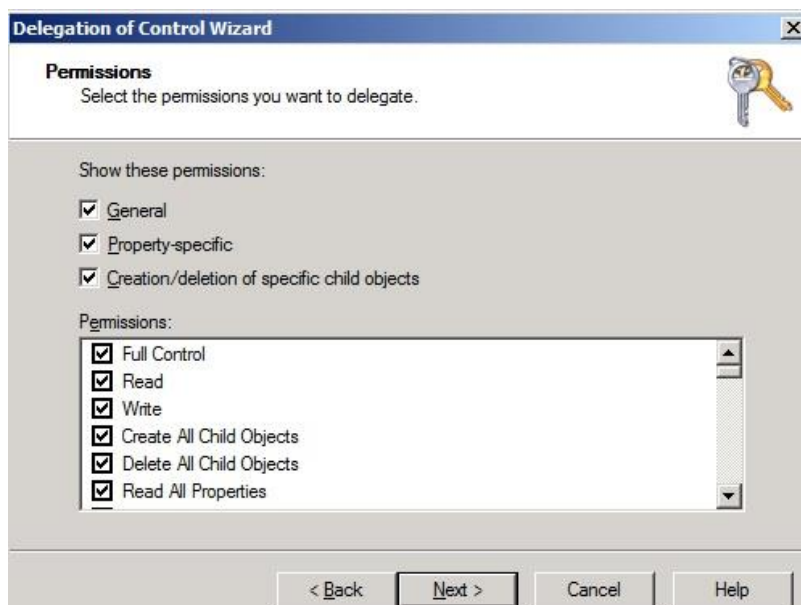 Delegation of Control Wizard
Permissions
Select the permissions you want to delegate.
Show these permissions:
General
Property-specific
Creation/deletion of specific child objects
Permissions:
Full Control
Read
Write
Create All Child Objects
Delete All Child Objects
Read All Properties
< Back Next > Cancel Help